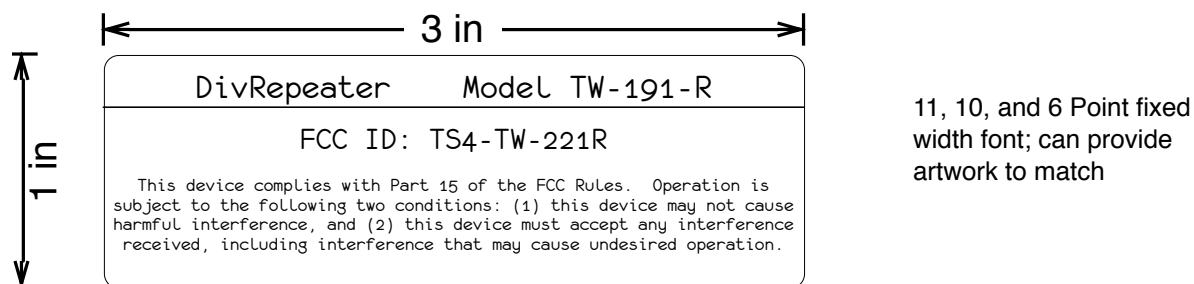 3 in
1 in
DivRepeater Model TW-191-R
FCC ID: TS4-TW-221R
This device complies with Part 15 of the FCC Rules. Operation is
subject to the following two conditions: (1) this device may not cause
harmful interference, and (2) this device must accept any interference
received, including interference that may cause undesired operation.
11, 10, and 6 Point fixed
width font; can provide
artwork to match